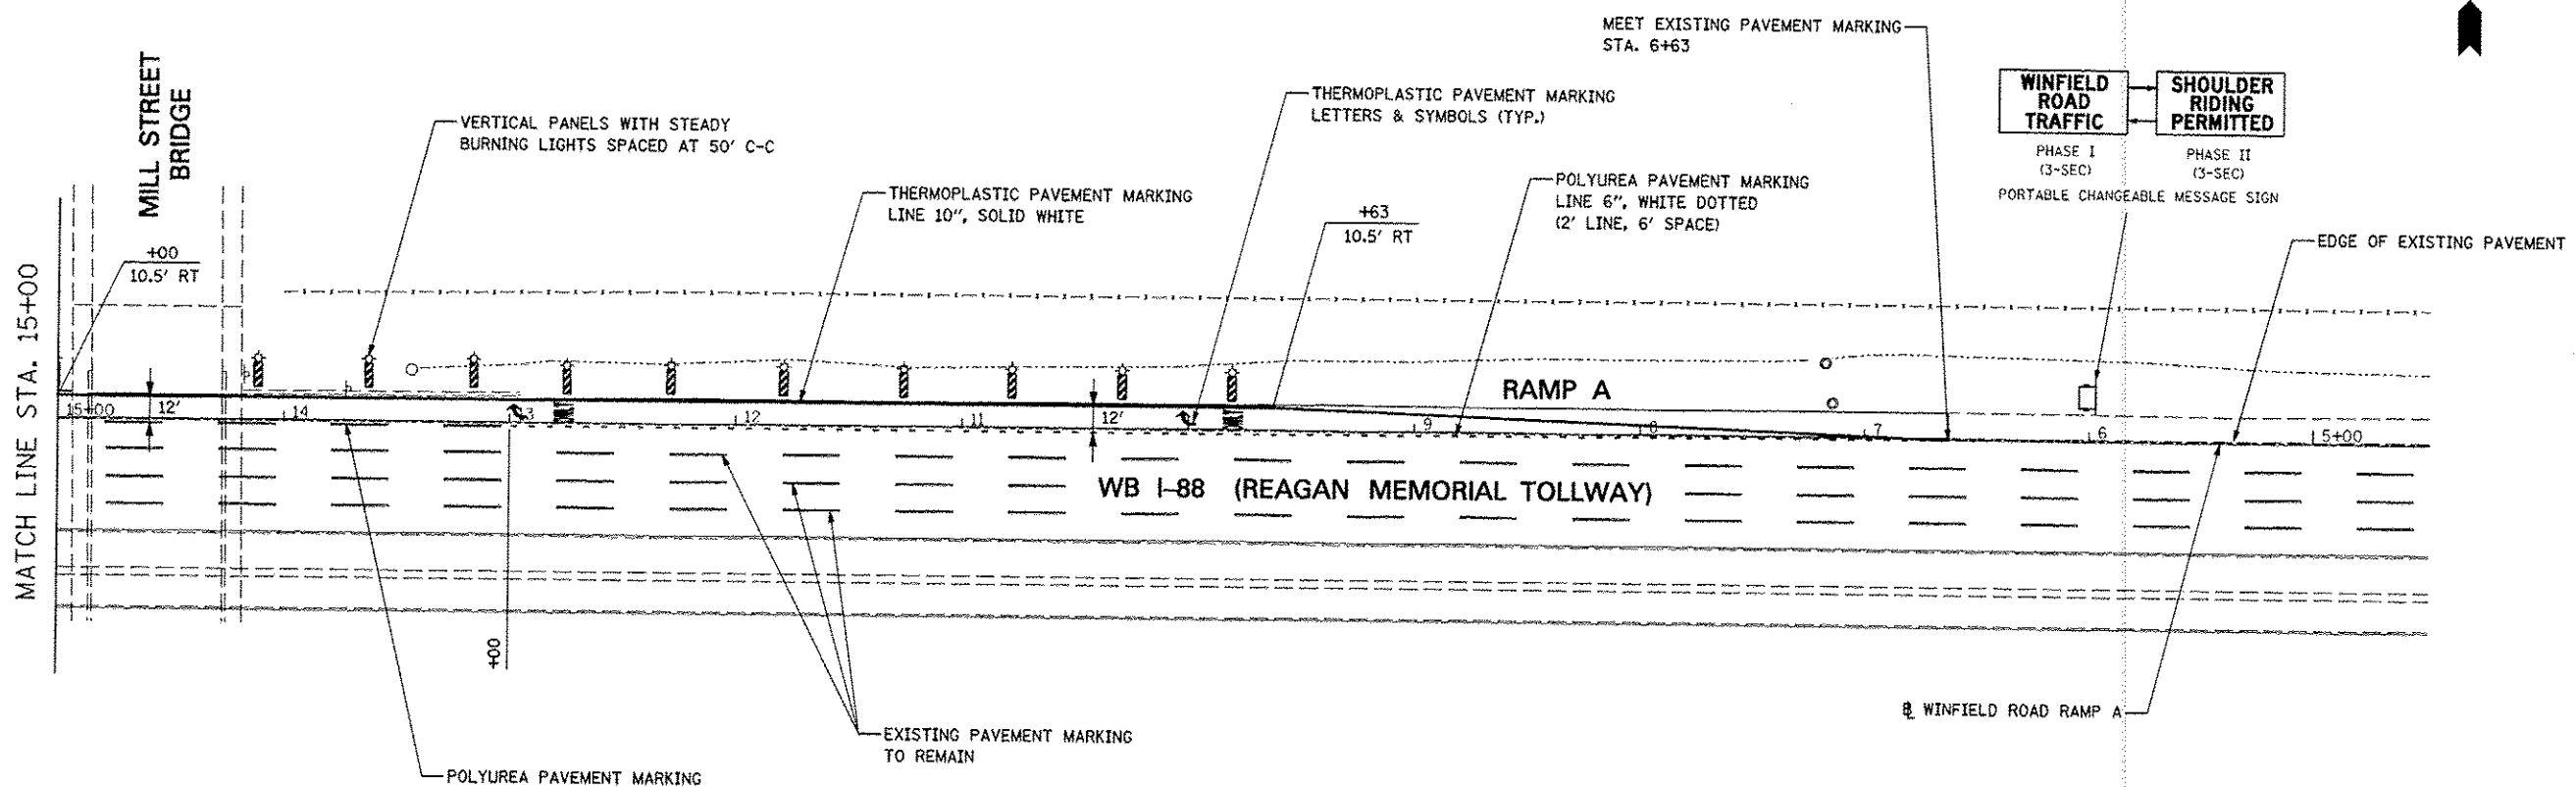 MEET EXISTING PAVEMENT MARKING
STA. 6+63
MILL STREET
BRIDGE
WINFIELD
ROAD
TRAFFIC
SHOULDER
RIDING
PERMITTED
PHASE I
(3-SEC)
PHASE II
(3-SEC)
PORTABLE CHANGEABLE MESSAGE SIGN
THERMOPLASTIC PAVEMENT MARKING
LETTERS & SYMBOLS (TYP.)
VERTICAL PANELS WITH STEADY
BURNING LIGHTS SPACED AT 50' C-C
THERMOPLASTIC PAVEMENT MARKING
LINE 10", SOLID WHITE
POLYUREA PAVEMENT MARKING
LINE 6", WHITE DOTTED
(2' LINE, 6' SPACE)
+63
10.5' RT
EDGE OF EXISTING PAVEMENT
+00
10.5' RT
MATCH LINE STA. 15+00
RAMP A
15+00
12'
14
13
12
11
12'
9
8
7
6
5+00
WB I-88 (REAGAN MEMORIAL TOLLWAY)
+00
℄ WINFIELD ROAD RAMP A
EXISTING PAVEMENT MARKING
TO REMAIN
POLYUREA PAVEMENT MARKING